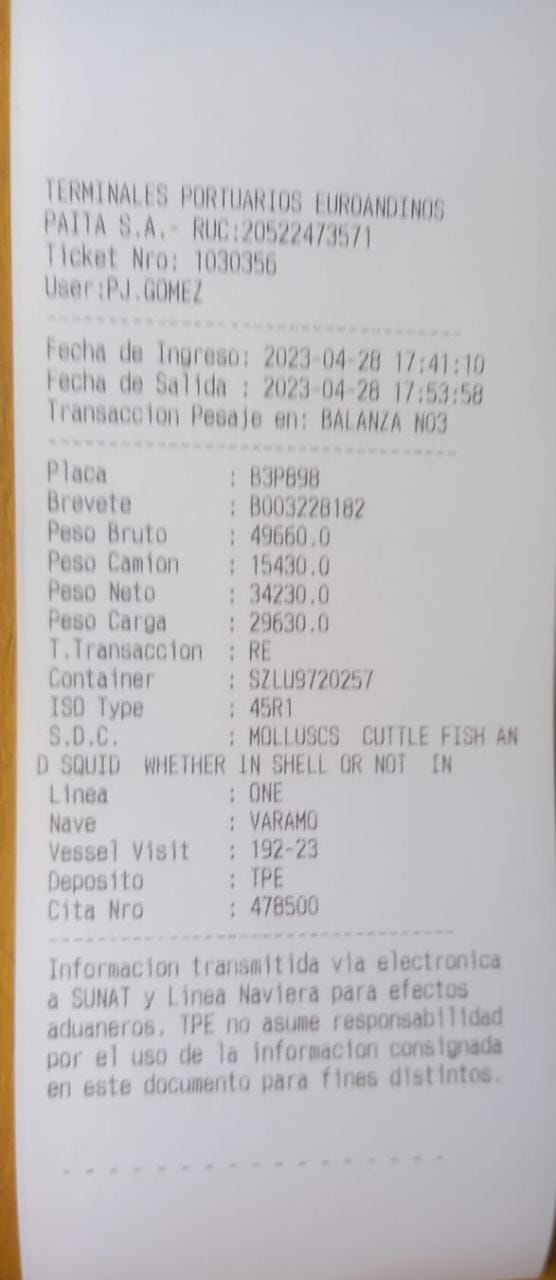 TERMINALES PORTUARIOS EUROANDINOS
PAITA S.A.- RUC:20522473571
Ticket Nro: 1030356
User:PJ.GOMEZ
--------------------------------------
Fecha de Ingreso: 2023-04-28 17:41:10
Fecha de Salida : 2023-04-28 17:53:58
Transaccion Pesaje en: BALANZA NO3
--------------------------------------
Placa : B3P898
Brevete : B003228182
Peso Bruto : 49660.0
Peso Camion : 15430.0
Peso Neto : 34230.0
Peso Carga : 29630.0
T.Transaccion : RE
Container : SZLU9720257
ISO Type : 45R1
S.D.C. : MOLLUSCS CUTTLE FISH AN
D SQUID WHETHER IN SHELL OR NOT IN
Linea : ONE
Nave : VARAMO
Vessel Visit : 192-23
Deposito : TPE
Cita Nro : 478500
--------------------------------------
Informacion transmitida via electronica
a SUNAT y Linea Naviera para efectos
aduaneros. TPE no asume responsabilidad
por el uso de la informacion consignada
en este documento para fines distintos.
- - - - - - - - - - - - - - - - -